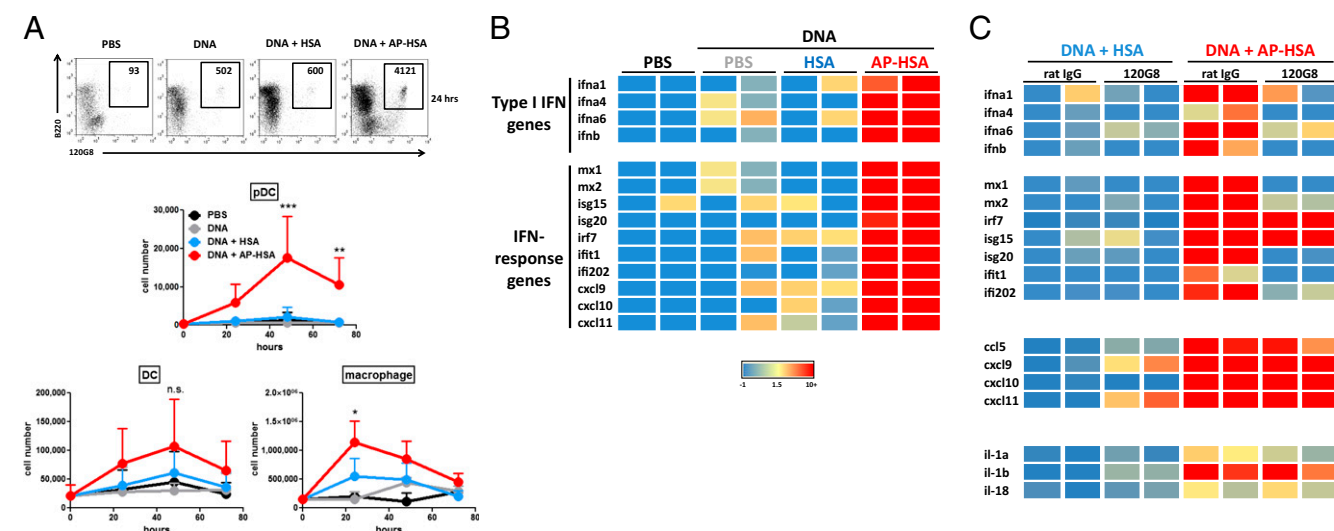 A
PBS
DNA
DNA + HSA
DNA + AP-HSA
93
502
600
4121
24 hrs
B220
120G8
pDC
30,000
20,000
10,000
0
cell number
PBS
DNA
DNA + HSA
DNA + AP-HSA
***
**
0 20 40 60 80
hours
DC
n.s.
200,000
150,000
100,000
50,000
0
cell number
0 20 40 60 80
hours
macrophage
*
2.0×10⁰⁶
1.5×10⁰⁶
1.0×10⁰⁶
500,000
0
cell number
0 20 40 60 80
hours
B
DNA
PBS PBS HSA AP-HSA
Type I IFN
genes
ifna1
ifna4
ifna6
ifnb
IFN-
response
genes
mx1
mx2
isg15
isg20
irf7
ifit1
ifi202
cxcl9
cxcl10
cxcl11
-1 1.5 10+
C
DNA + HSA DNA + AP-HSA
rat IgG 120G8 rat IgG 120G8
ifna1
ifna4
ifna6
ifnb
mx1
mx2
irf7
isg15
isg20
ifit1
ifi202
ccl5
cxcl9
cxcl10
cxcl11
il-1a
il-1b
il-18